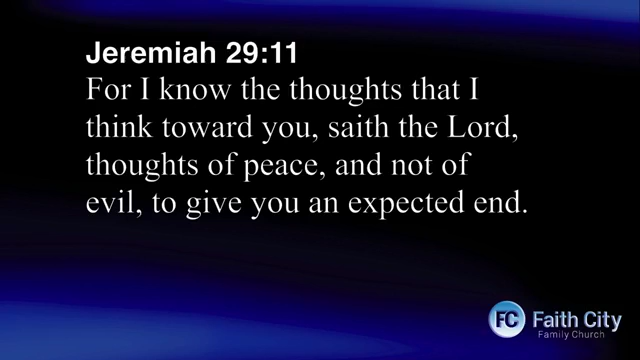 Jeremiah 29:11
For I know the thoughts that I
think toward you, saith the Lord,
thoughts of peace, and not of
evil, to give you an expected end.
FC Faith City
Family Church